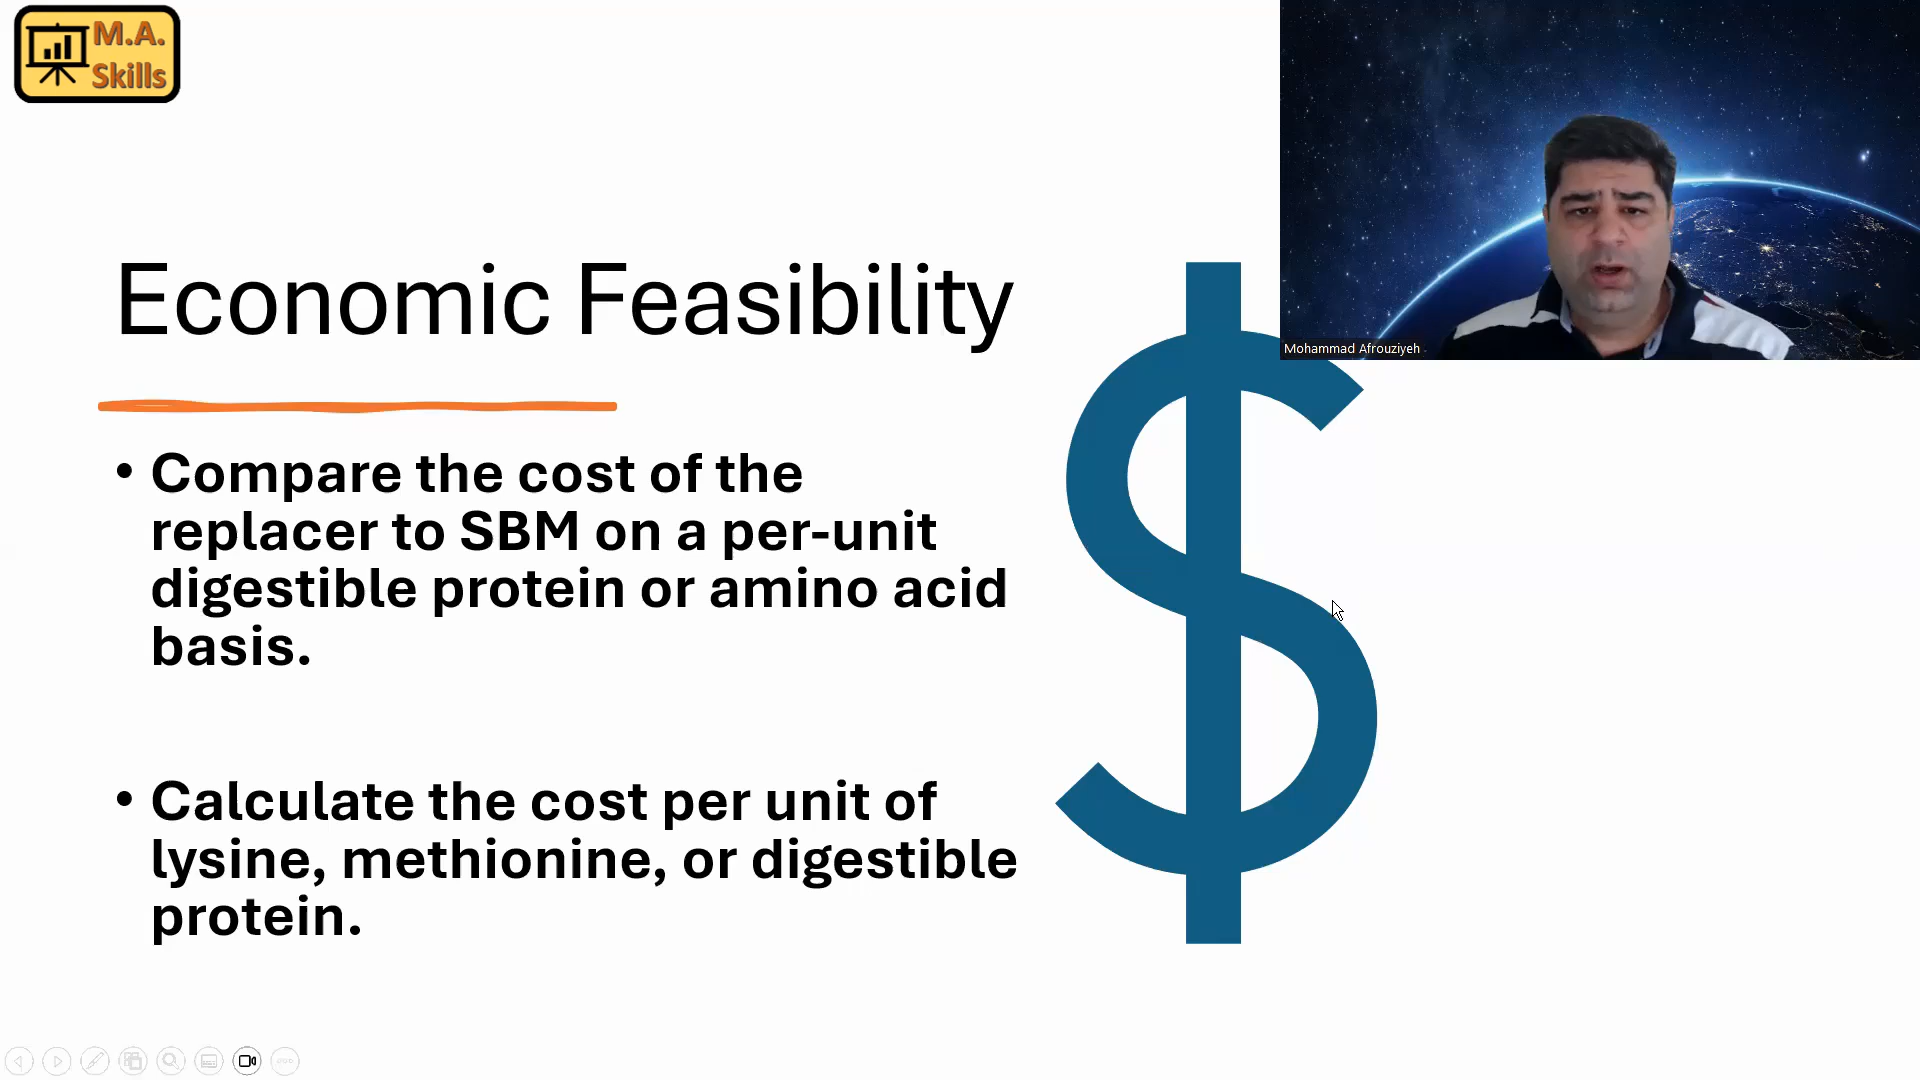 M.A.
Skills
Mohammad Afrouziyeh
Economic Feasibility
• Compare the cost of the
replacer to SBM on a per-unit
digestible protein or amino acid
basis.
• Calculate the cost per unit of
lysine, methionine, or digestible
protein.